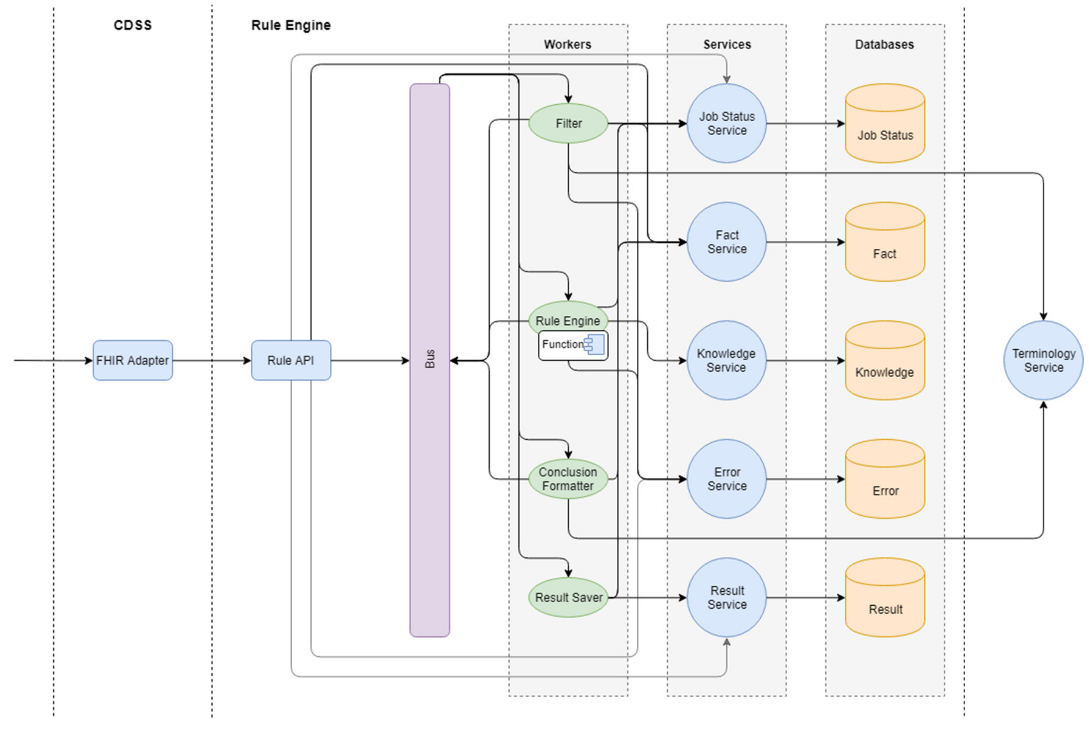 CDSS
Rule Engine
Workers
Services
Databases
Filter
Job Status
Service
Job Status
Fact
Service
Fact
Rule Engine
Function
FHIR Adapter
Rule API
Bus
Knowledge
Service
Knowledge
Terminology
Service
Conclusion
Formatter
Error
Service
Error
Result Saver
Result
Service
Result